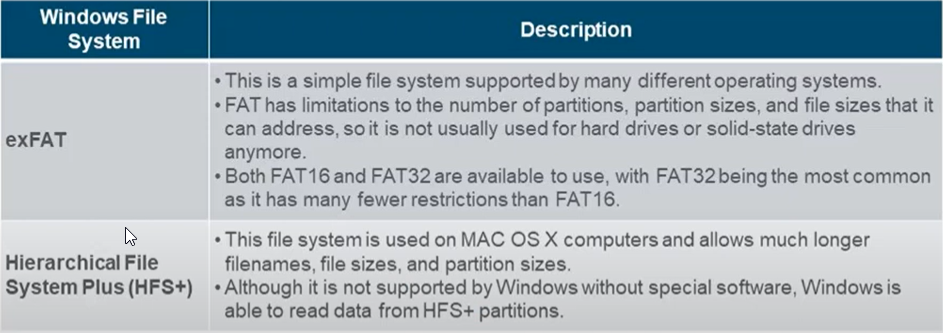 Windows File
System
Description
exFAT
• This is a simple file system supported by many different operating systems.
• FAT has limitations to the number of partitions, partition sizes, and file sizes that it
can address, so it is not usually used for hard drives or solid-state drives
anymore.
• Both FAT16 and FAT32 are available to use, with FAT32 being the most common
as it has many fewer restrictions than FAT16.
Hierarchical File
System Plus (HFS+)
• This file system is used on MAC OS X computers and allows much longer
filenames, file sizes, and partition sizes.
• Although it is not supported by Windows without special software, Windows is
able to read data from HFS+ partitions.